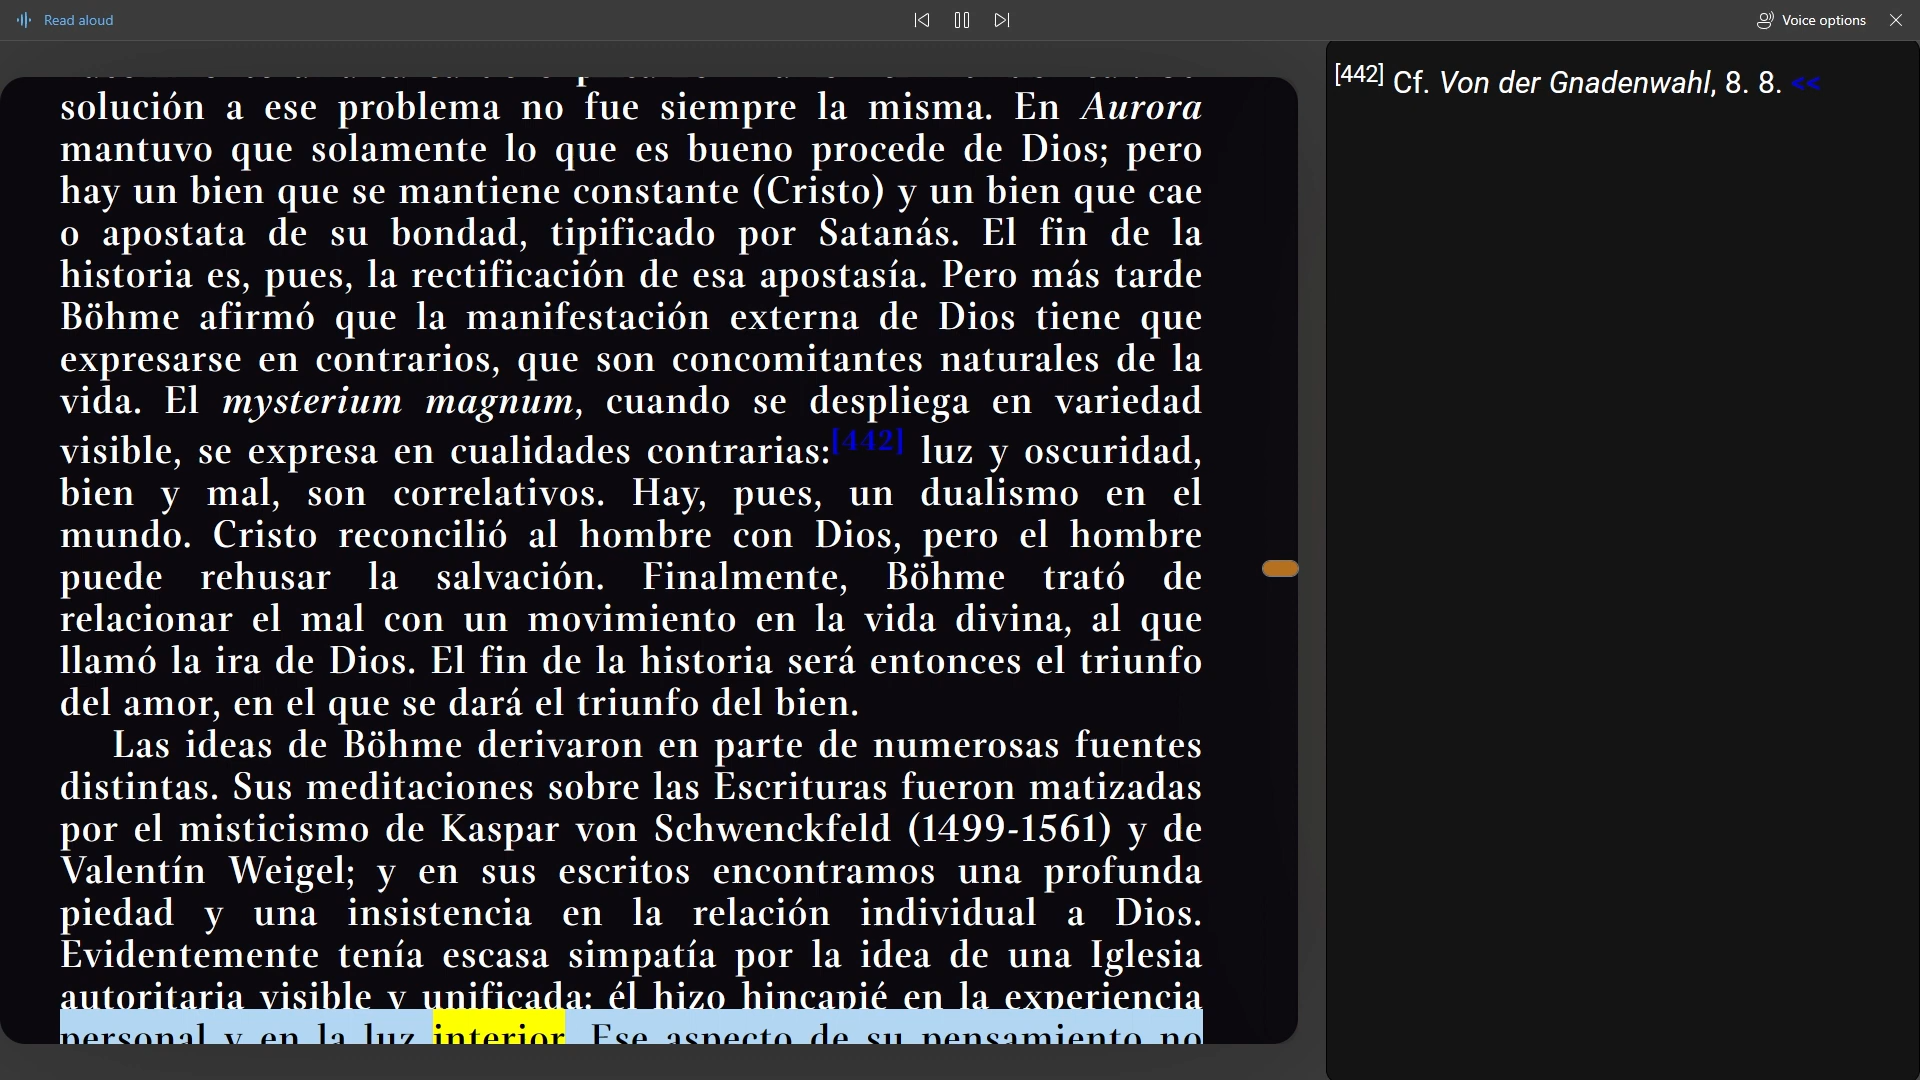 Read aloud
Voice options
solución a ese problema no fue siempre la misma. En Aurora
mantuvo que solamente lo que es bueno procede de Dios; pero
hay un bien que se mantiene constante (Cristo) y un bien que cae
o apostata de su bondad, tipificado por Satanás. El fin de la
historia es, pues, la rectificación de esa apostasía. Pero más tarde
Böhme afirmó que la manifestación externa de Dios tiene que
expresarse en contrarios, que son concomitantes naturales de la
vida. El mysterium magnum, cuando se despliega en variedad
visible, se expresa en cualidades contrarias:[442] luz y oscuridad,
bien y mal, son correlativos. Hay, pues, un dualismo en el
mundo. Cristo reconcilió al hombre con Dios, pero el hombre
puede rehusar la salvación. Finalmente, Böhme trató de
relacionar el mal con un movimiento en la vida divina, al que
llamó la ira de Dios. El fin de la historia será entonces el triunfo
del amor, en el que se dará el triunfo del bien.
Las ideas de Böhme derivaron en parte de numerosas fuentes
distintas. Sus meditaciones sobre las Escrituras fueron matizadas
por el misticismo de Kaspar von Schwenckfeld (1499-1561) y de
Valentín Weigel; y en sus escritos encontramos una profunda
piedad y una insistencia en la relación individual a Dios.
Evidentemente tenía escasa simpatía por la idea de una Iglesia
autoritaria visible y unificada: él hizo hincapié en la experiencia
personal y en la luz interior. Ese aspecto de su pensamiento no
[442] Cf. Von der Gnadenwahl, 8. 8. <<